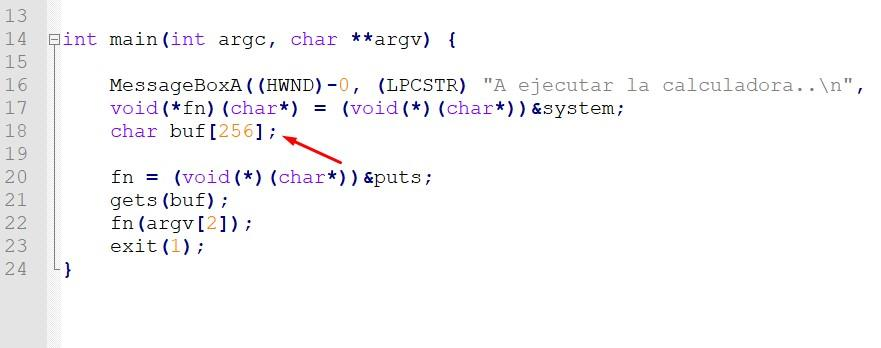 13
14 int main(int argc, char **argv) {
15
16 MessageBoxA((HWND)-0, (LPCSTR) "A ejecutar la calculadora..\n",
17 void(*fn)(char*) = (void(*)(char*))&system;
18 char buf[256];
19
20 fn = (void(*)(char*))&puts;
21 gets(buf);
22 fn(argv[2]);
23 exit(1);
24 }